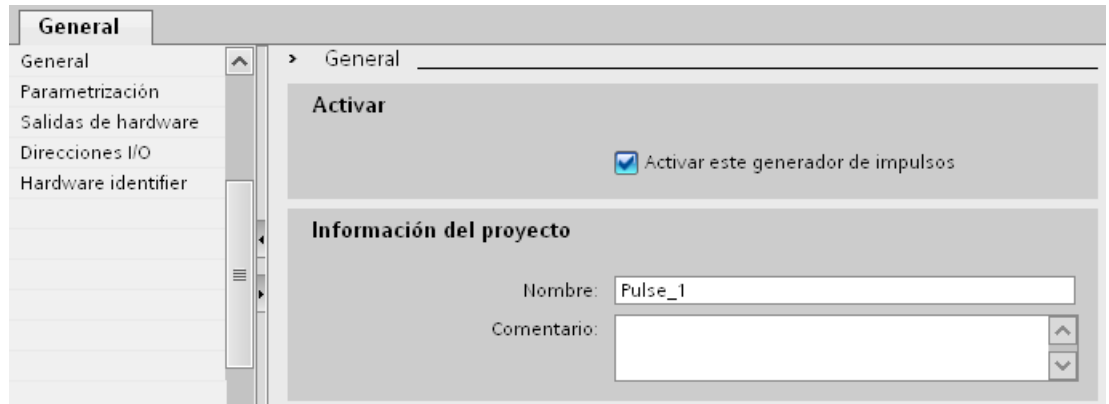 General
General
Parametrización
Salidas de hardware
Direcciones I/O
Hardware identifier
> General
Activar
Activar este generador de impulsos
Información del proyecto
Nombre: Pulse_1
Comentario: